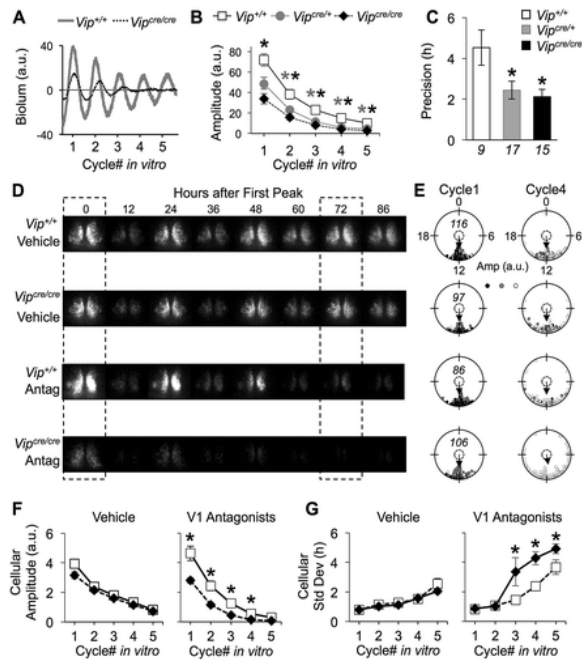 A
Vip+/+
Vipcre/cre
Biolum (a.u.)
40
0
-40
1 2 3 4 5
Cycle# in vitro
B
Vip+/+
Vipcre/+
Vipcre/cre
Amplitude (a.u.)
80
60
40
20
0
* ** ** ** **
1 2 3 4 5
Cycle# in vitro
C
Vip+/+
Vipcre/+
Vipcre/cre
Precision (h)
6
4
2
0
* *
9 17 15
D
Hours after First Peak
0 12 24 36 48 60 72 86
Vip+/+
Vehicle
Vipcre/cre
Vehicle
Vip+/+
Antag
Vipcre/cre
Antag
E
Cycle1 Cycle4
0 0
116
18 6 18 6
12 12
Amp (a.u.)
97
86
106
F
Vehicle
V1 Antagonists
Cellular
Amplitude (a.u.)
6
4
2
0
* * * *
1 2 3 4 5
1 2 3 4 5
Cycle# in vitro
Cycle# in vitro
G
Vehicle
V1 Antagonists
Cellular
Std Dev (h)
6
4
2
0
* * *
1 2 3 4 5
1 2 3 4 5
Cycle# in vitro
Cycle# in vitro